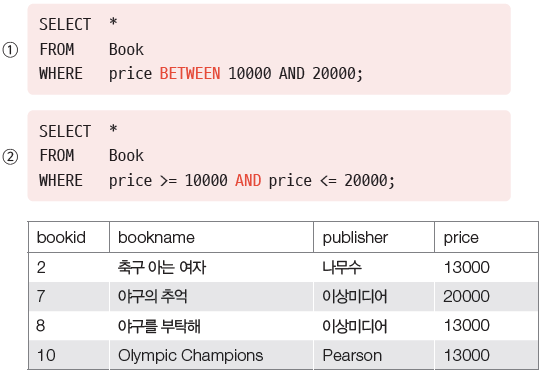 ①
SELECT *
FROM Book
WHERE price BETWEEN 10000 AND 20000;
②
SELECT *
FROM Book
WHERE price >= 10000 AND price <= 20000;
bookid bookname publisher price
2 축구 아는 여자 나무수 13000
7 야구의 추억 이상미디어 20000
8 야구를 부탁해 이상미디어 13000
10 Olympic Champions Pearson 13000